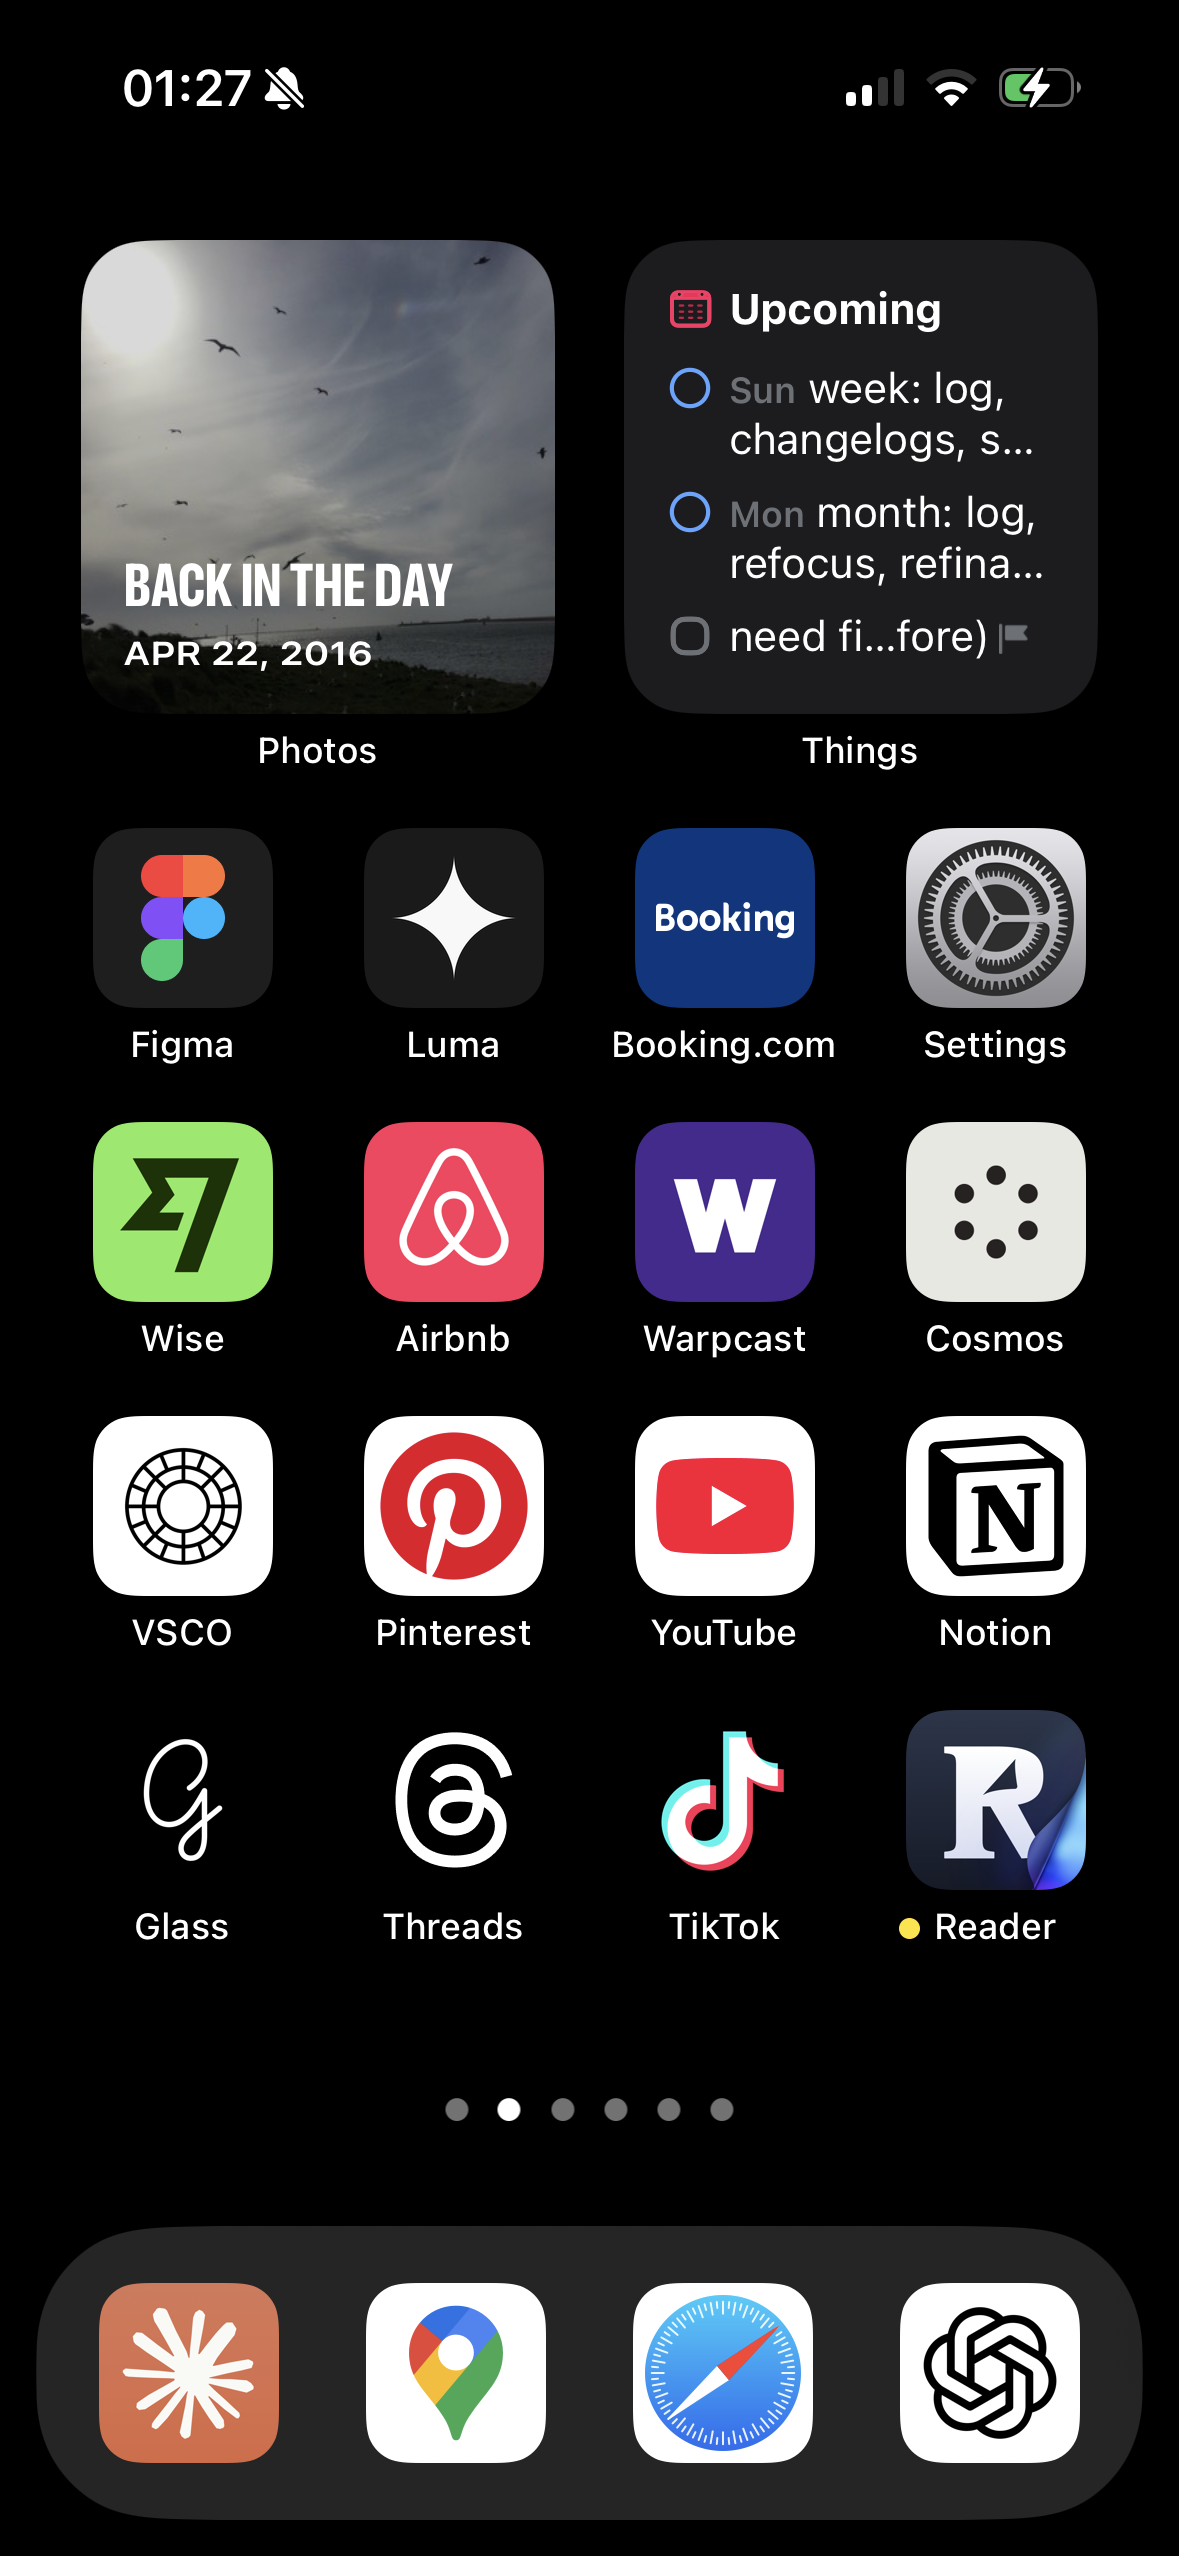 01:27
BACK IN THE DAY
APR 22, 2016
Photos
Upcoming
Sun week: log,
changelogs, s...
Mon month: log,
refocus, refina...
need fi...fore)
Things
Booking
Figma
Luma
Booking.com
Settings
W
Wise
Airbnb
Warpcast
Cosmos
N
VSCO
Pinterest
YouTube
Notion
G
R
Glass
Threads
TikTok
Reader